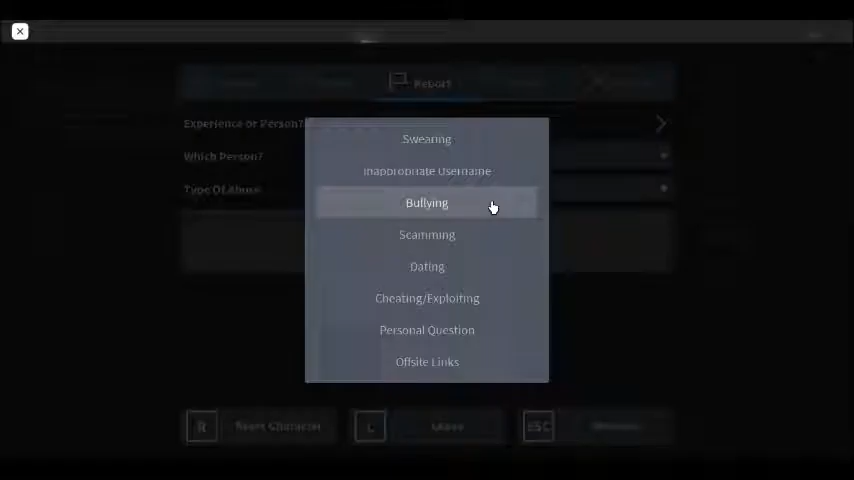 Report
Experience or Person?
Which Person?
Type Of Abuse
Swearing
Inappropriate Username
Bullying
Scamming
Dating
Cheating/Exploiting
Personal Question
Offsite Links
R
Reset Character
L
Leave
ESC